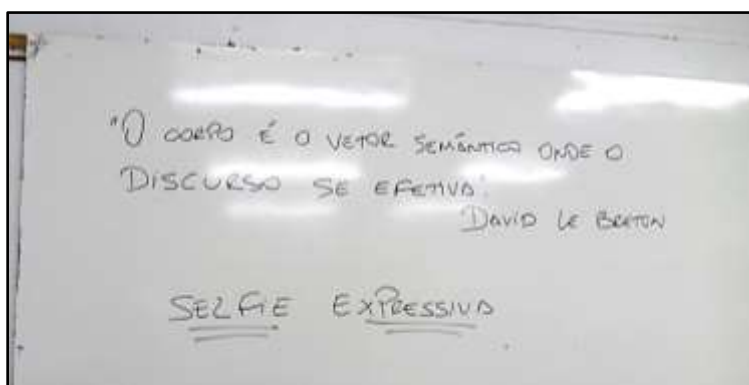 "O CORPO É O VETOR SEMÂNTICO ONDE O
DISCURSO SE EFETIVA".
DAVID LE BRETON
SELFIE EXPRESSIVA